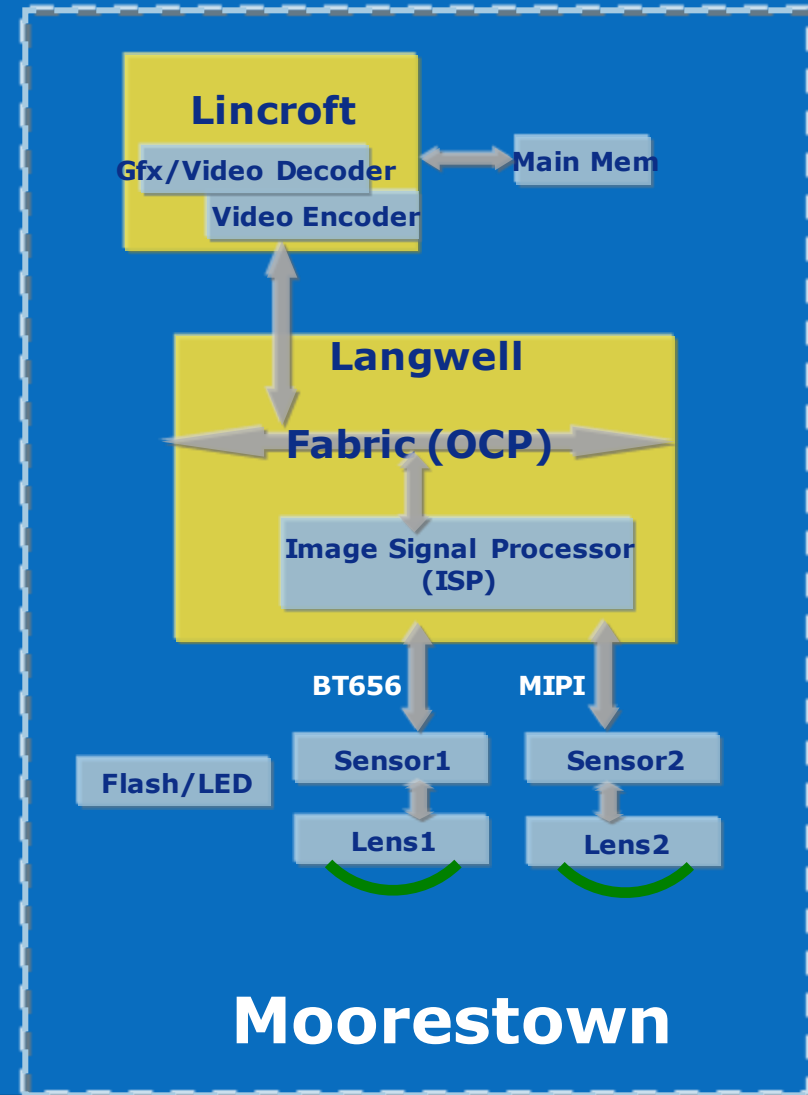 Lincroft
Gfx/Video Decoder
Main Mem
Video Encoder
Langwell
Fabric (OCP)
Image Signal Processor
(ISP)
BT656
MIPI
Sensor1
Sensor2
Flash/LED
Lens1
Lens2
Moorestown